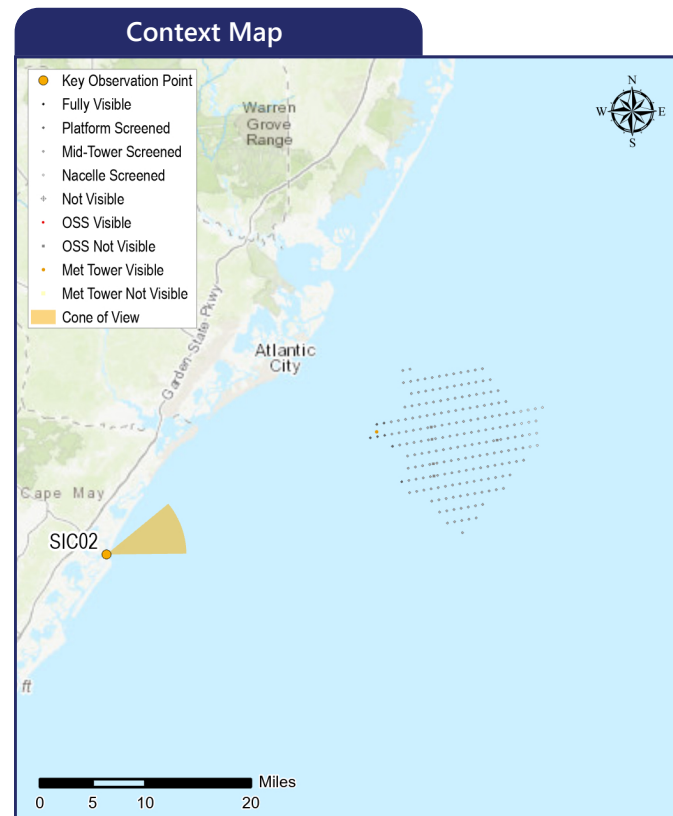 Context Map
Key Observation Point
Fully Visible
Platform Screened
Mid-Tower Screened
Nacelle Screened
Not Visible
OSS Visible
OSS Not Visible
Met Tower Visible
Met Tower Not Visible
Cone of View
Warren
Grove
Range
N
W
E
S
Garden-State Pkwy
Atlantic
City
Cape May
SIC02
ft
Miles
0 5 10 20